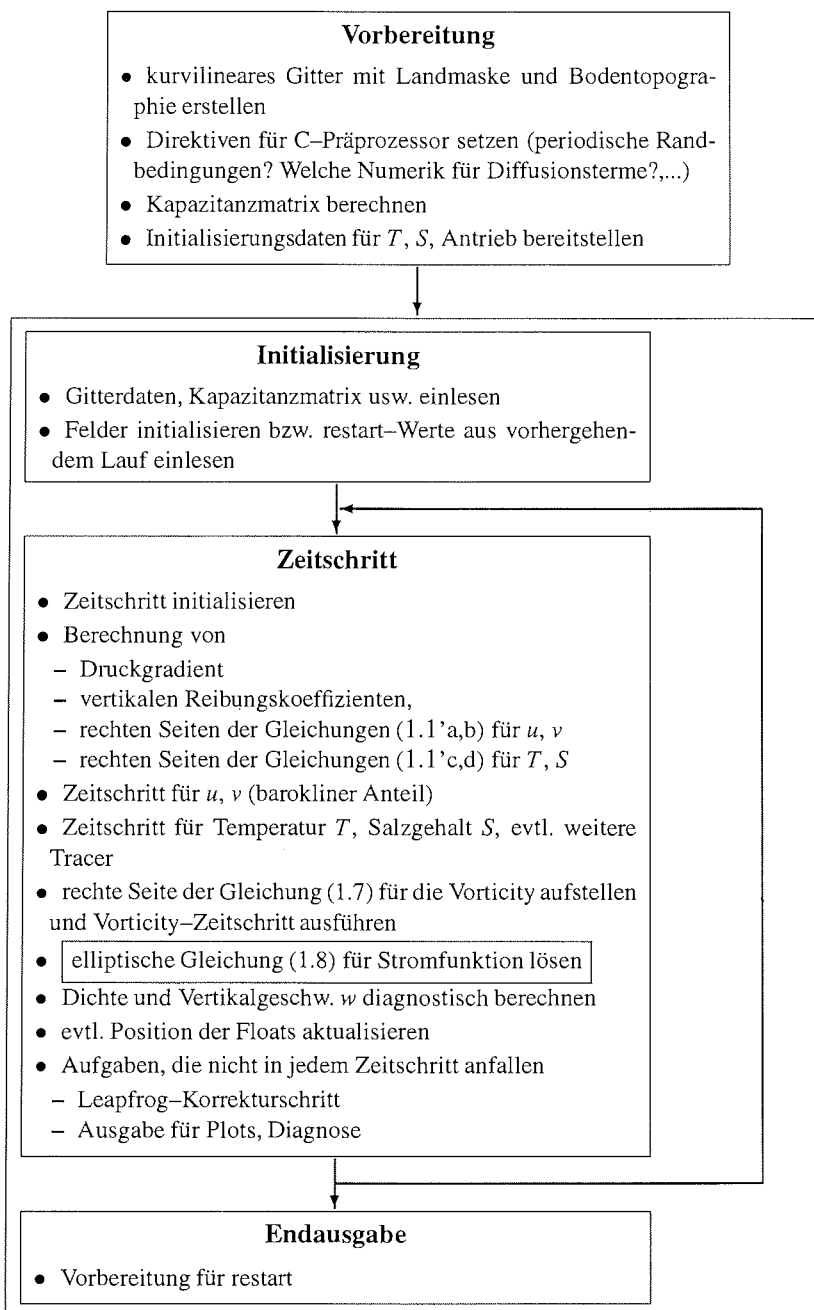 Vorbereitung
• kurvilineares Gitter mit Landmaske und Bodentopogra-
phie erstellen
• Direktiven für C–Präprozessor setzen (periodische Rand-
bedingungen? Welche Numerik für Diffusionsterme?,...)
• Kapazitanzmatrix berechnen
• Initialisierungsdaten für T, S, Antrieb bereitstellen
Initialisierung
• Gitterdaten, Kapazitanzmatrix usw. einlesen
• Felder initialisieren bzw. restart–Werte aus vorhergehen-
dem Lauf einlesen
Zeitschritt
• Zeitschritt initialisieren
• Berechnung von
– Druckgradient
– vertikalen Reibungskoeffizienten,
– rechten Seiten der Gleichungen (1.1'a,b) für u, v
– rechten Seiten der Gleichungen (1.1'c,d) für T, S
• Zeitschritt für u, v (barokliner Anteil)
• Zeitschritt für Temperatur T, Salzgehalt S, evtl. weitere
Tracer
• rechte Seite der Gleichung (1.7) für die Vorticity aufstellen
und Vorticity–Zeitschritt ausführen
• elliptische Gleichung (1.8) für Stromfunktion lösen
• Dichte und Vertikalgeschw. w diagnostisch berechnen
• evtl. Position der Floats aktualisieren
• Aufgaben, die nicht in jedem Zeitschritt anfallen
– Leapfrog–Korrekturschritt
– Ausgabe für Plots, Diagnose
Endausgabe
• Vorbereitung für restart